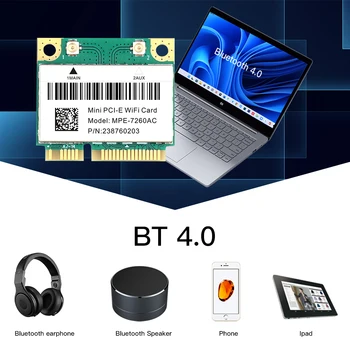 1MAIN
2AUX
Mini PCI-E WiFi Card
Model: MPE-7260AC
P/N:238760203
Bluetooth 4.0
BT 4.0
Bluetooth earphone
Bluetooth Speaker
Phone
Ipad